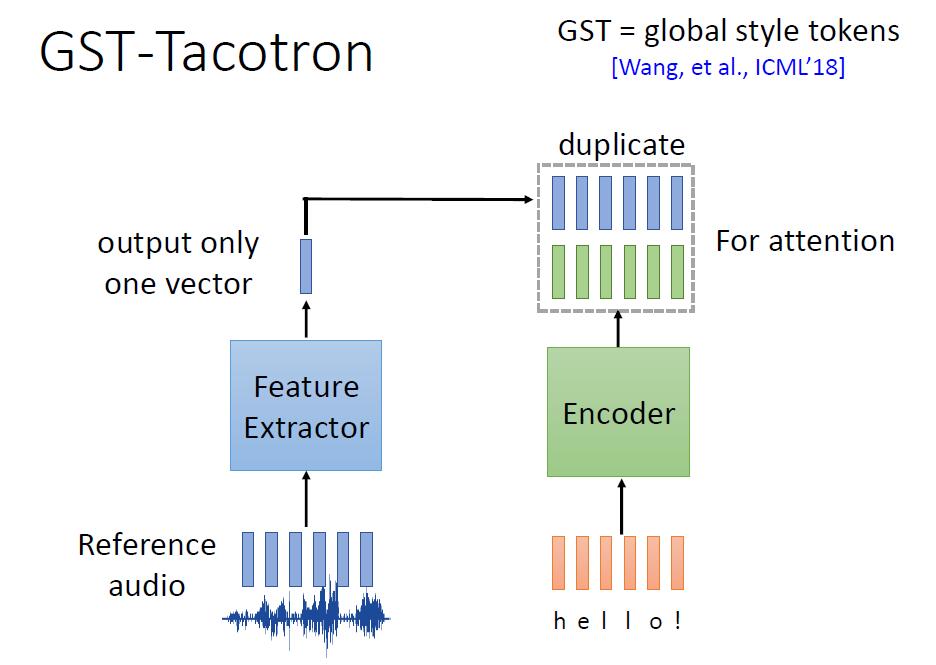 GST-Tacotron
GST = global style tokens
[Wang, et al., ICML'18]
duplicate
output only
one vector
For attention
Feature
Extractor
Encoder
Reference
audio
h e l l o !